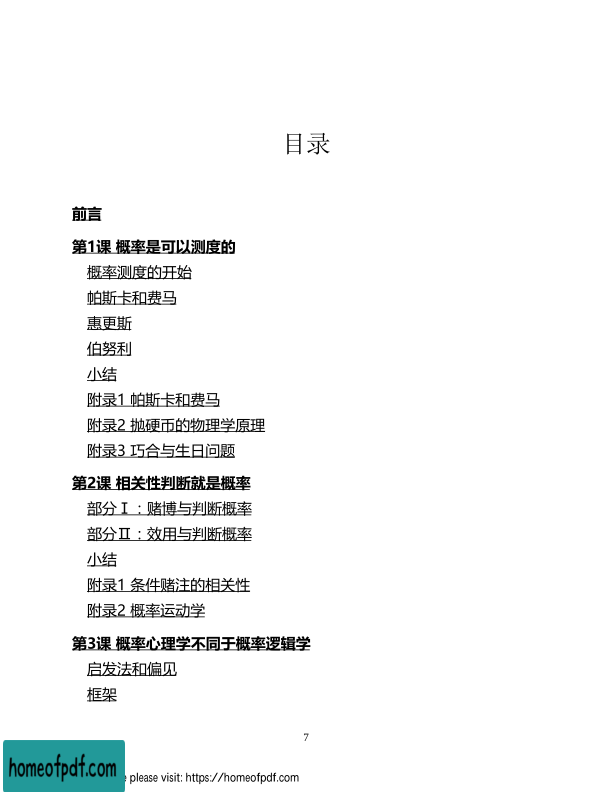 目录
前言
第1课 概率是可以测度的
概率测度的开始
帕斯卡和费马
惠更斯
伯努利
小结
附录1 帕斯卡和费马
附录2 抛硬币的物理学原理
附录3 巧合与生日问题
第2课 相关性判断就是概率
部分Ⅰ：赌博与判断概率
部分Ⅱ：效用与判断概率
小结
附录1 条件赌注的相关性
附录2 概率运动学
第3课 概率心理学不同于概率逻辑学
启发法和偏见
框架
7
homeofpdf.com
e please visit: https://homeofpdf.com